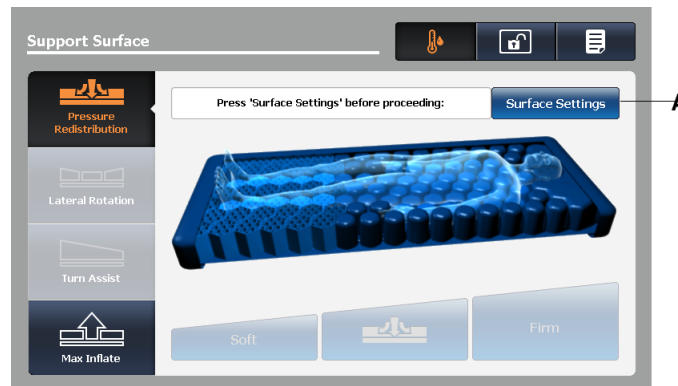 Support Surface
Pressure
Redistribution
Press 'Surface Settings' before proceeding:
Surface Settings
A
Lateral Rotation
Turn Assist
Max Inflate
Soft
Firm